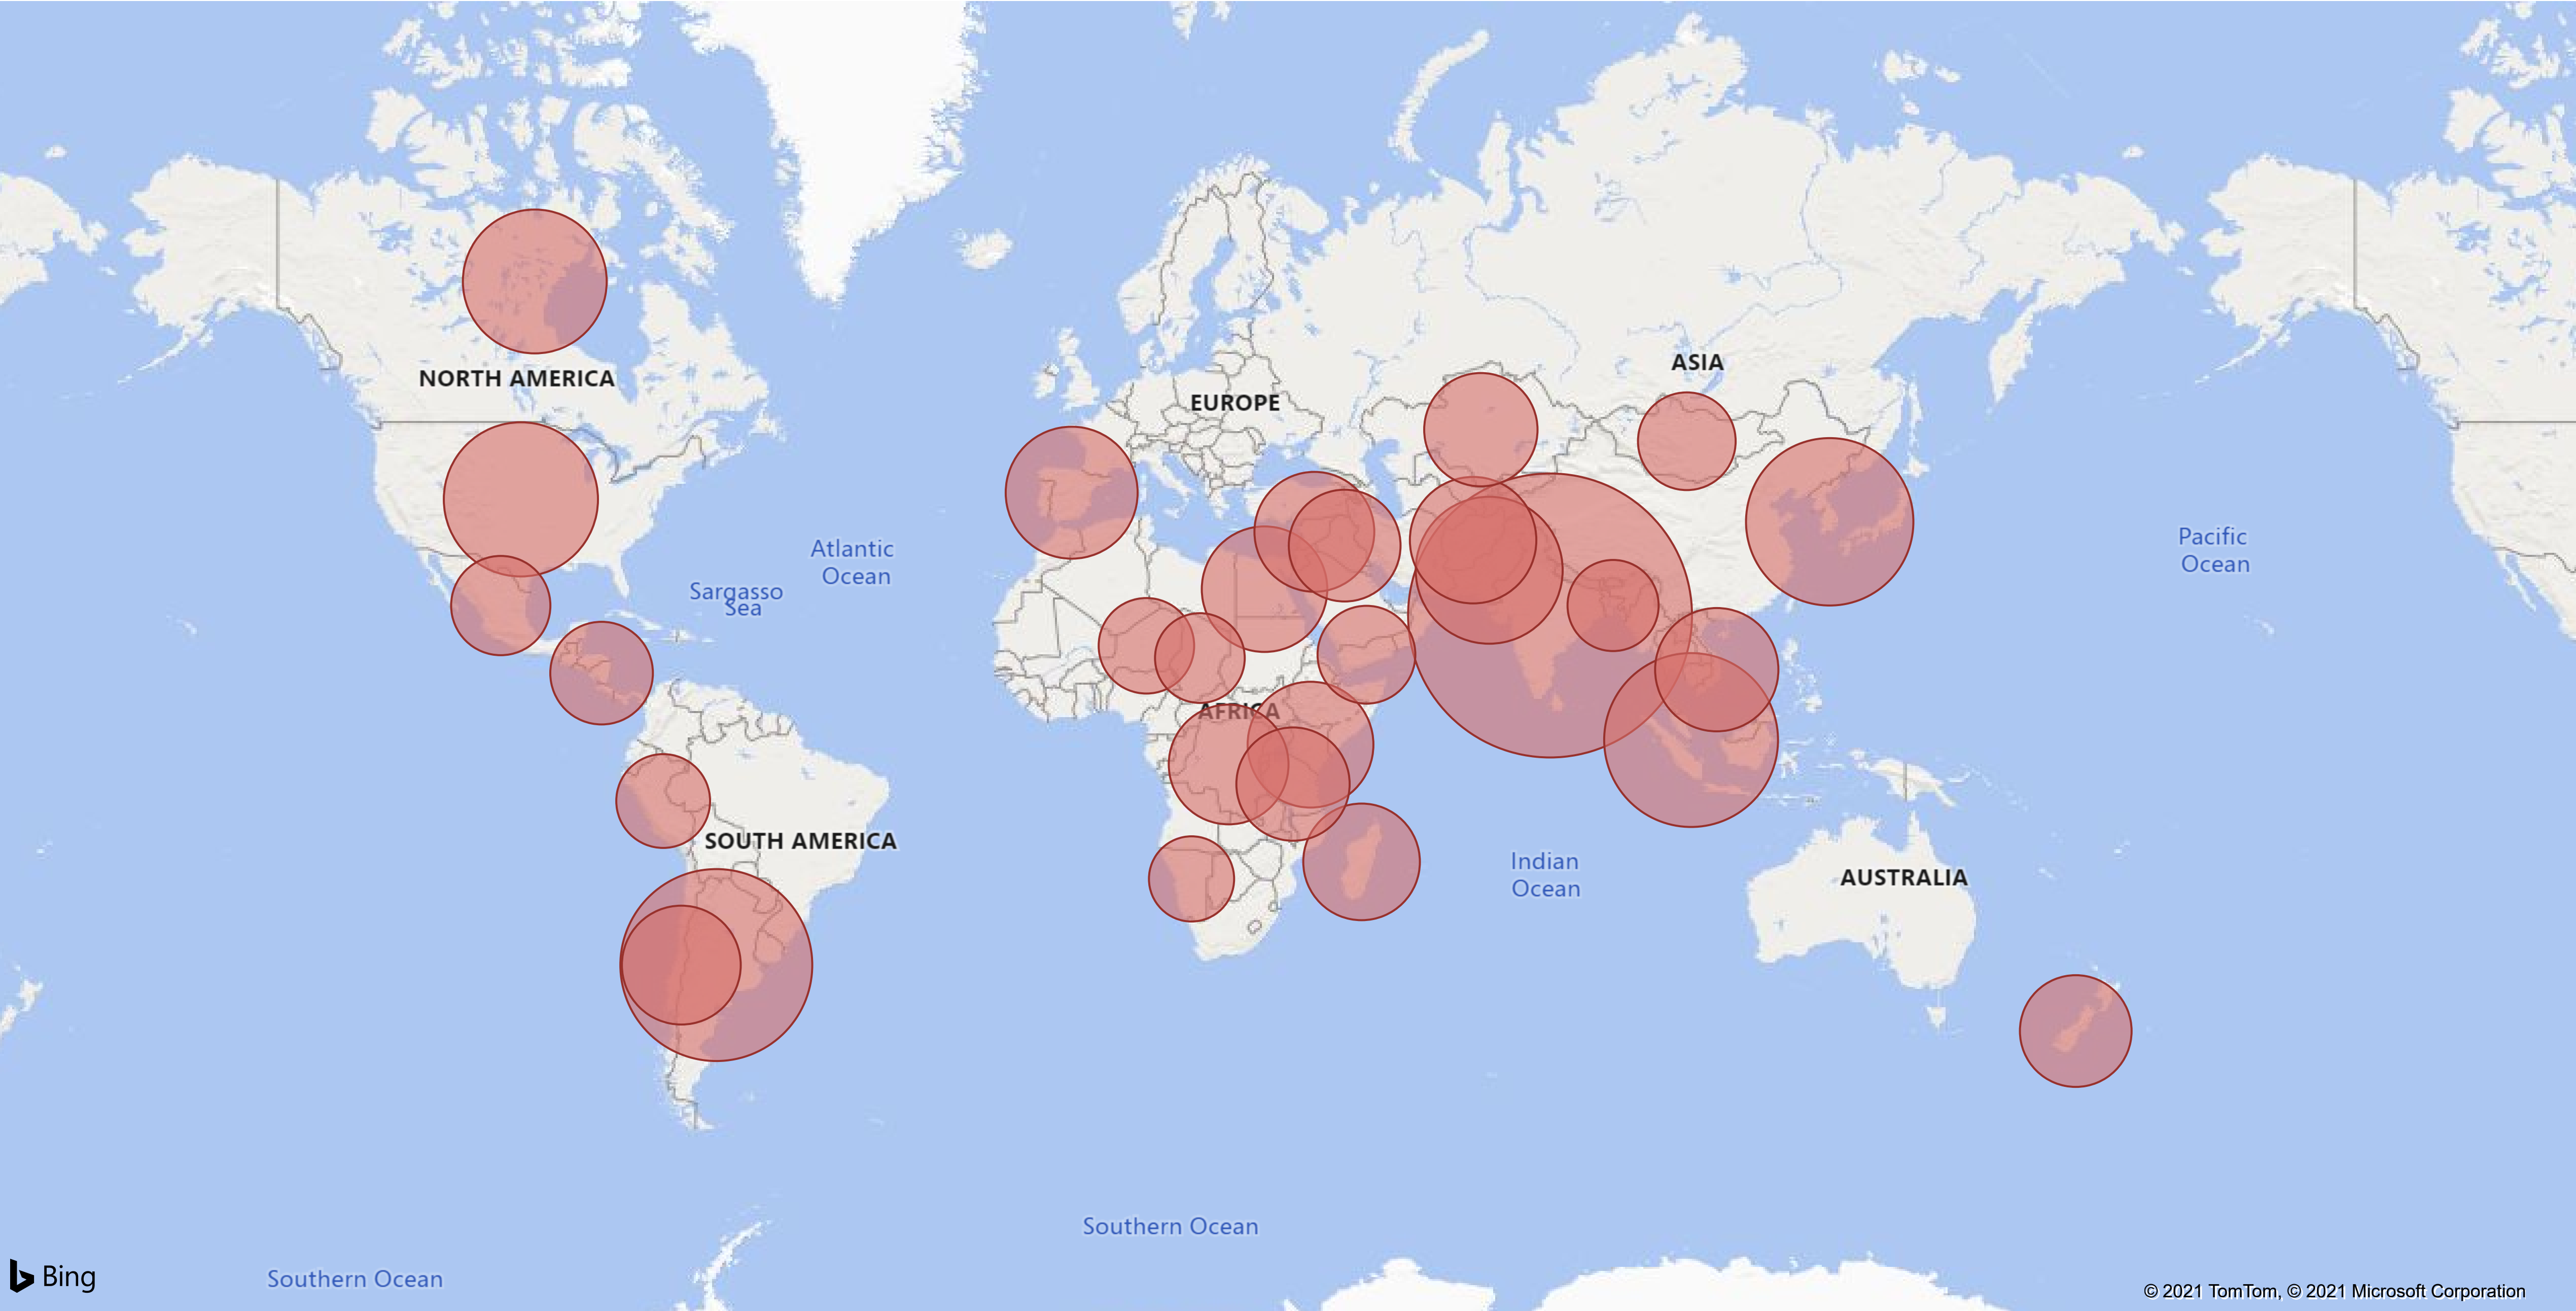 ASIA
NORTH AMERICA
EUROPE
Atlantic
Ocean
Pacific
Ocean
Sargasso
Sea
AFRICA
SOUTH AMERICA
Indian
Ocean
AUSTRALIA
Southern Ocean
Southern Ocean
Bing
© 2021 TomTom, © 2021 Microsoft Corporation